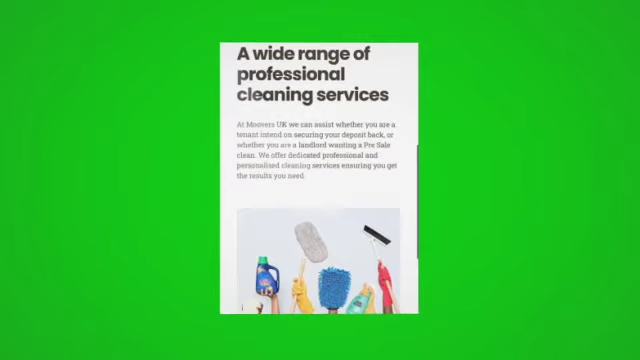 A wide range of
professional
cleaning services
At Moovers UK we can assist whether you are a
tenant intend on securing your deposit back, or
whether you are a landlord wanting a Pre Sale
clean. We offer dedicated professional and
personalised cleaning services ensuring you get
the results you need.